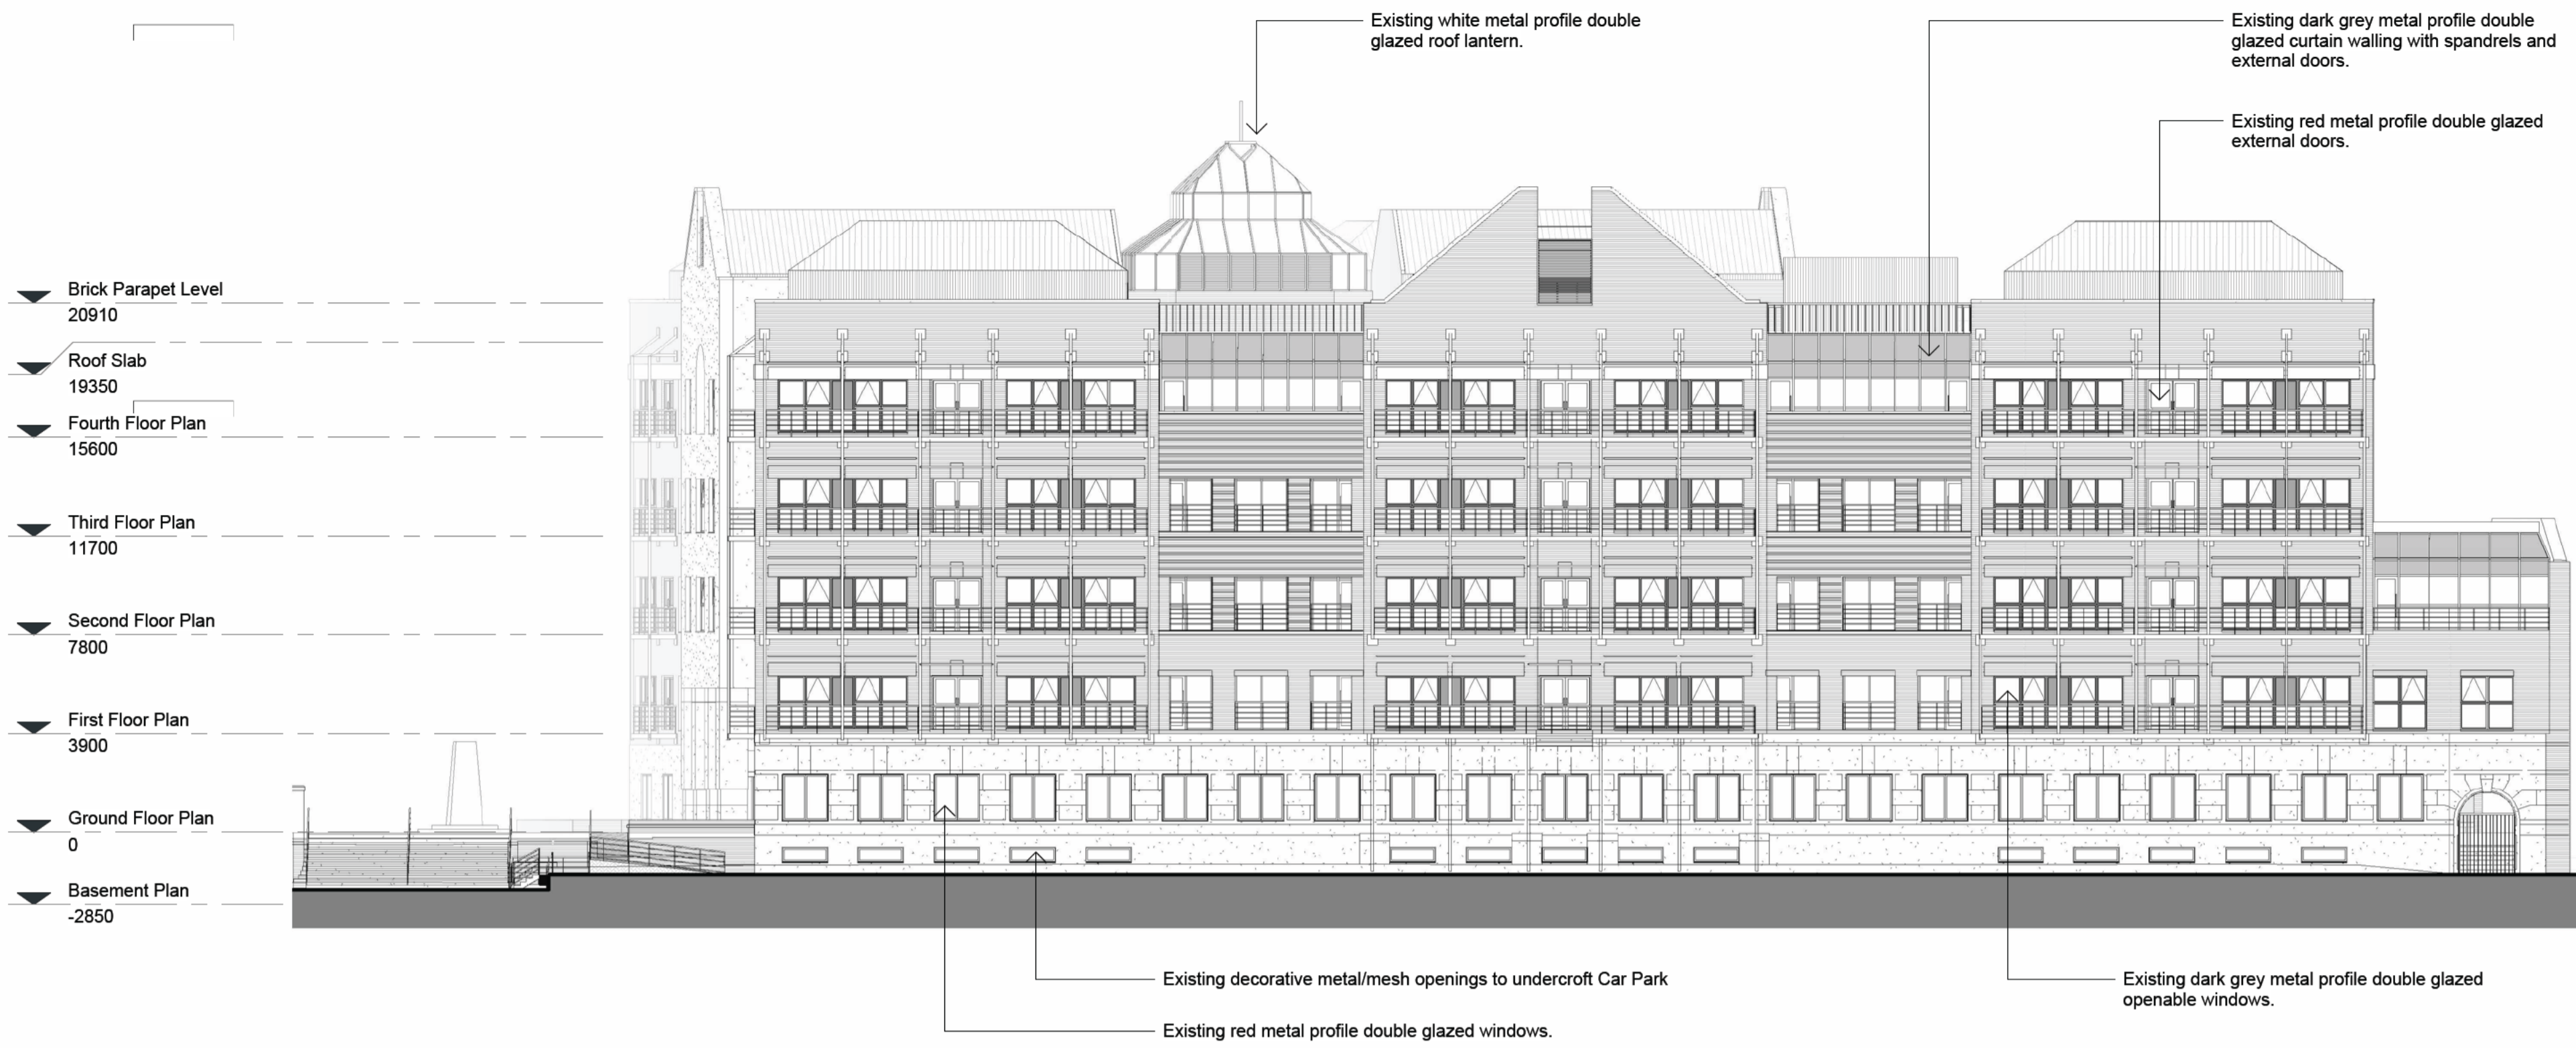 Existing white metal profile double
glazed roof lantern.
Existing dark grey metal profile double
glazed curtain walling with spandrels and
external doors.
Existing red metal profile double glazed
external doors.
Brick Parapet Level
20910
Roof Slab
19350
Fourth Floor Plan
15600
Third Floor Plan
11700
Second Floor Plan
7800
First Floor Plan
3900
Ground Floor Plan
0
Basement Plan
-2850
Existing decorative metal/mesh openings to undercroft Car Park
Existing red metal profile double glazed windows.
Existing dark grey metal profile double glazed
openable windows.